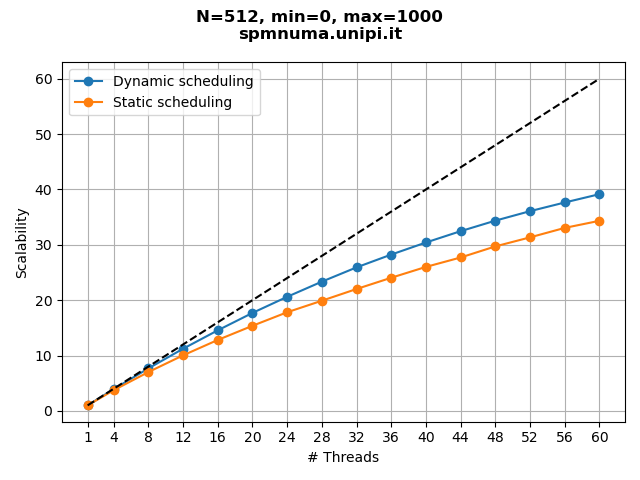 N=512, min=0, max=1000
spmnuma.unipi.it
Dynamic scheduling
Static scheduling
Scalability
60
50
40
30
20
10
0
1 4 8 12 16 20 24 28 32 36 40 44 48 52 56 60
# Threads